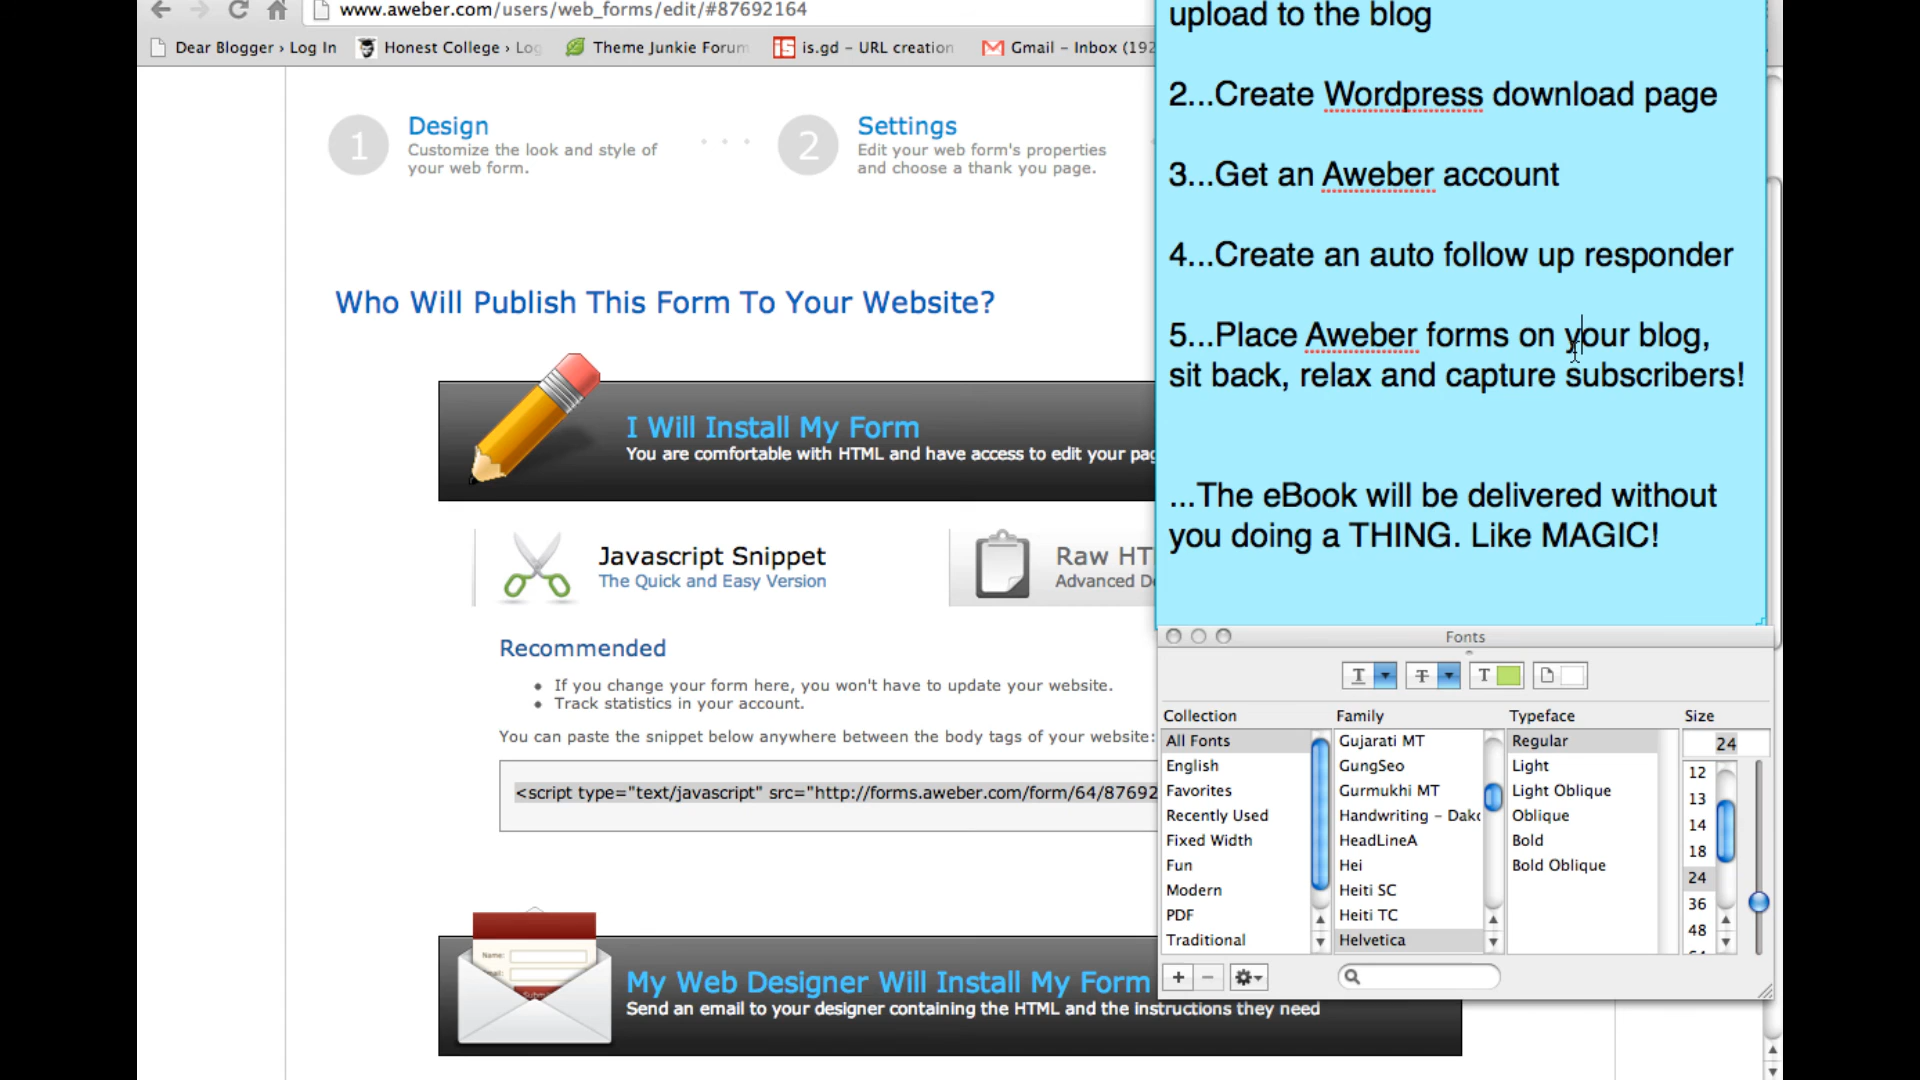 www.aweber.com/users/web_forms/edit/#87692164
Dear Blogger › Log In
Honest College › Log
Theme Junkie Forum
is.gd – URL creation
Gmail – Inbox (192
1
Design
Customize the look and style of
your web form.
2
Settings
Edit your web form's properties
and choose a thank you page.
Who Will Publish This Form To Your Website?
I Will Install My Form
You are comfortable with HTML and have access to edit your pag
Javascript Snippet
The Quick and Easy Version
Raw HT
Advanced D
Recommended
If you change your form here, you won't have to update your website.
Track statistics in your account.
You can paste the snippet below anywhere between the body tags of your website:
<script type="text/javascript" src="http://forms.aweber.com/form/64/87692
Name:
Email:
My Web Designer Will Install My Form
Send an email to your designer containing the HTML and the instructions they need
upload to the blog
2...Create Wordpress download page
3...Get an Aweber account
4...Create an auto follow up responder
5...Place Aweber forms on your blog,
sit back, relax and capture subscribers!
...The eBook will be delivered without
you doing a THING. Like MAGIC!
Fonts
Collection
All Fonts
English
Favorites
Recently Used
Fixed Width
Fun
Modern
PDF
Traditional
Family
Gujarati MT
GungSeo
Gurmukhi MT
Handwriting – Dako
HeadLineA
Hei
Heiti SC
Heiti TC
Helvetica
Typeface
Regular
Light
Light Oblique
Oblique
Bold
Bold Oblique
Size
24
12
13
14
18
24
36
48